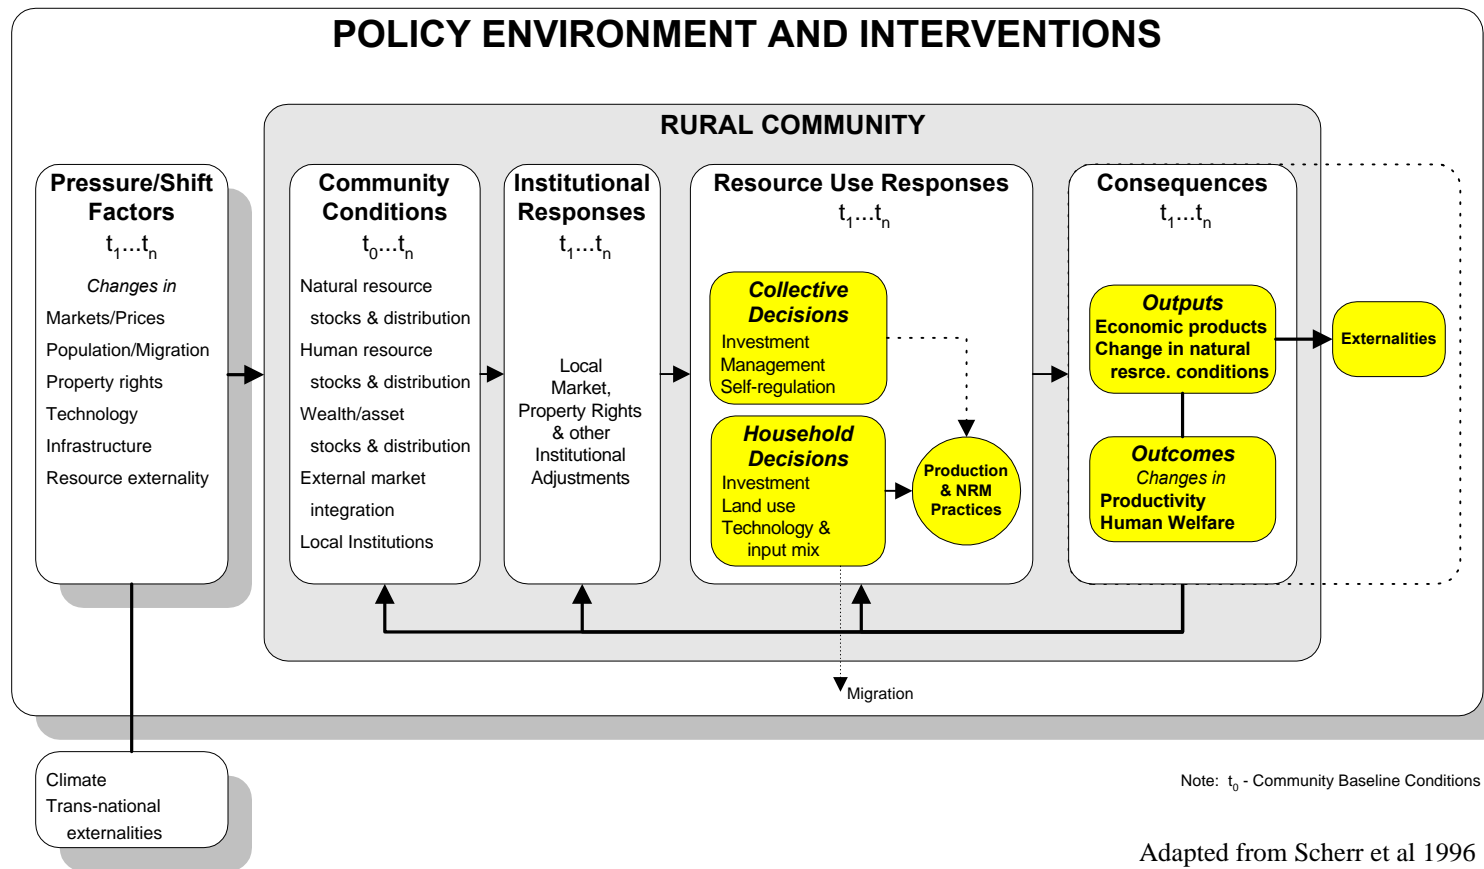 POLICY ENVIRONMENT AND INTERVENTIONS
RURAL COMMUNITY
Pressure/Shift
Factors
t1...tn
Changes in
Markets/Prices
Population/Migration
Property rights
Technology
Infrastructure
Resource externality
Community
Conditions
t0...tn
Natural resource
stocks & distribution
Human resource
stocks & distribution
Wealth/asset
stocks & distribution
External market
integration
Local Institutions
Institutional
Responses
t1...tn
Local
Market,
Property Rights
& other
Institutional
Adjustments
Resource Use Responses
t1...tn
Collective
Decisions
Investment
Management
Self-regulation
Household
Decisions
Investment
Land use
Technology &
input mix
Production
& NRM
Practices
Consequences
t1...tn
Outputs
Economic products
Change in natural
resrce. conditions
Outcomes
Changes in
Productivity
Human Welfare
Externalities
Migration
Climate
Trans-national
externalities
Note: t0 - Community Baseline Conditions
Adapted from Scherr et al 1996